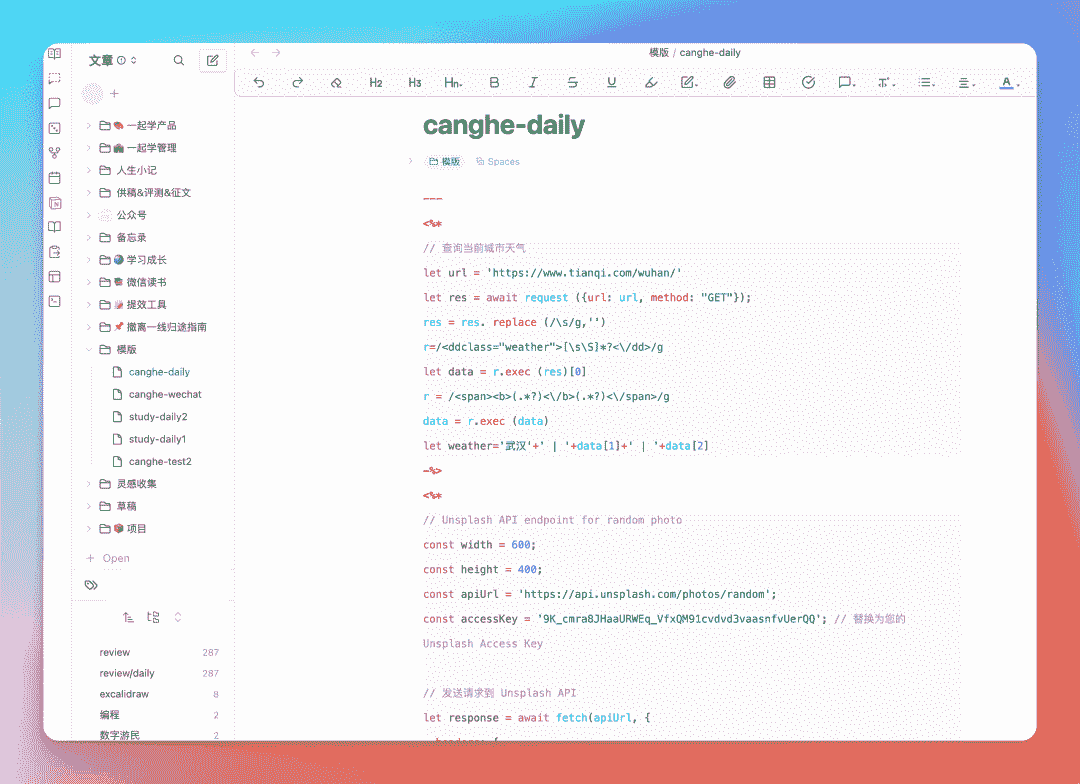 文章
一起学产品
一起学管理
人生小记
供稿&评测&征文
公众号
备忘录
学习成长
微信读书
提效工具
撤离一线归途指南
模版
canghe-daily
canghe-wechat
study-daily2
study-daily1
canghe-test2
灵感收集
草稿
项目
+ Open
review 287
review/daily 287
excalidraw 8
编程 2
数字游民 2
模版 / canghe-daily
H2 H3 Hn B I S U A
canghe-daily
模版 Spaces
---
<%*
// 查询当前城市天气
let url = 'https://www.tianqi.com/wuhan/'
let res = await request ({url: url, method: "GET"});
res = res. replace (/\s/g,'')
r=/<ddclass="weather">[\s\S]*?<\/dd>/g
let data = r.exec (res)[0]
r = /<span><b>(.*?)<\/b>(.*?)<\/span>/g
data = r.exec (data)
let weather='武汉'+' | '+data[1]+' | '+data[2]
-%>
<%*
// Unsplash API endpoint for random photo
const width = 600;
const height = 400;
const apiUrl = 'https://api.unsplash.com/photos/random';
const accessKey = '9K_cmra8JHaaURWEq_VfxQM91cvdvd3vaasnfvUerQQ'; // 替换为您的
Unsplash Access Key
// 发送请求到 Unsplash API
let response = await fetch(apiUrl, {